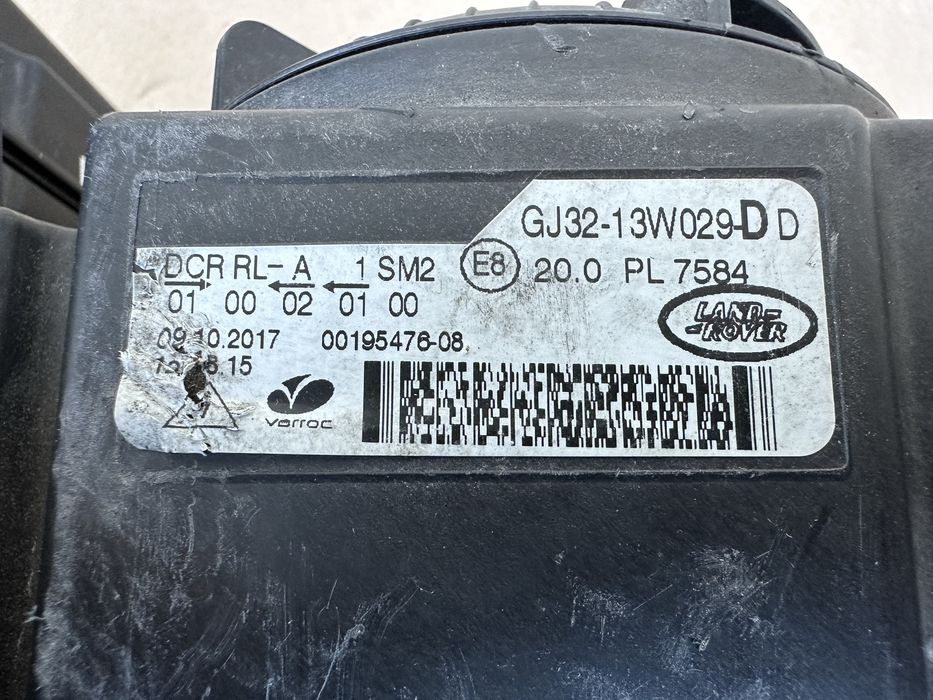 GJ32-13W029-D D
DCR RL- A 1 SM2 E8 20.0 PL 7584
01 00 02 01 00
LAND-
-ROVER
09.10.2017 00195476-08
15
varroc